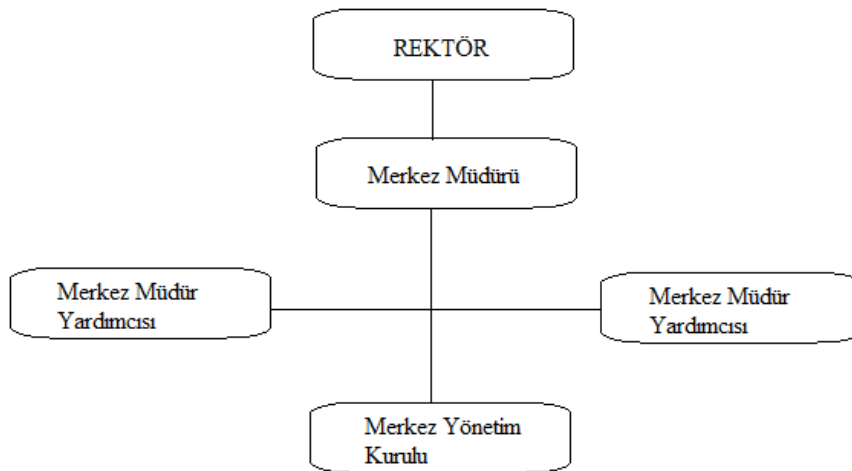 REKTÖR
Merkez Müdürü
Merkez Müdür
Yardımcısı
Merkez Müdür
Yardımcısı
Merkez Yönetim
Kurulu